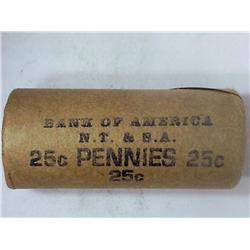 BANK OF AMERICA
N.T. & S.A.
25c PENNIES 25c
25c